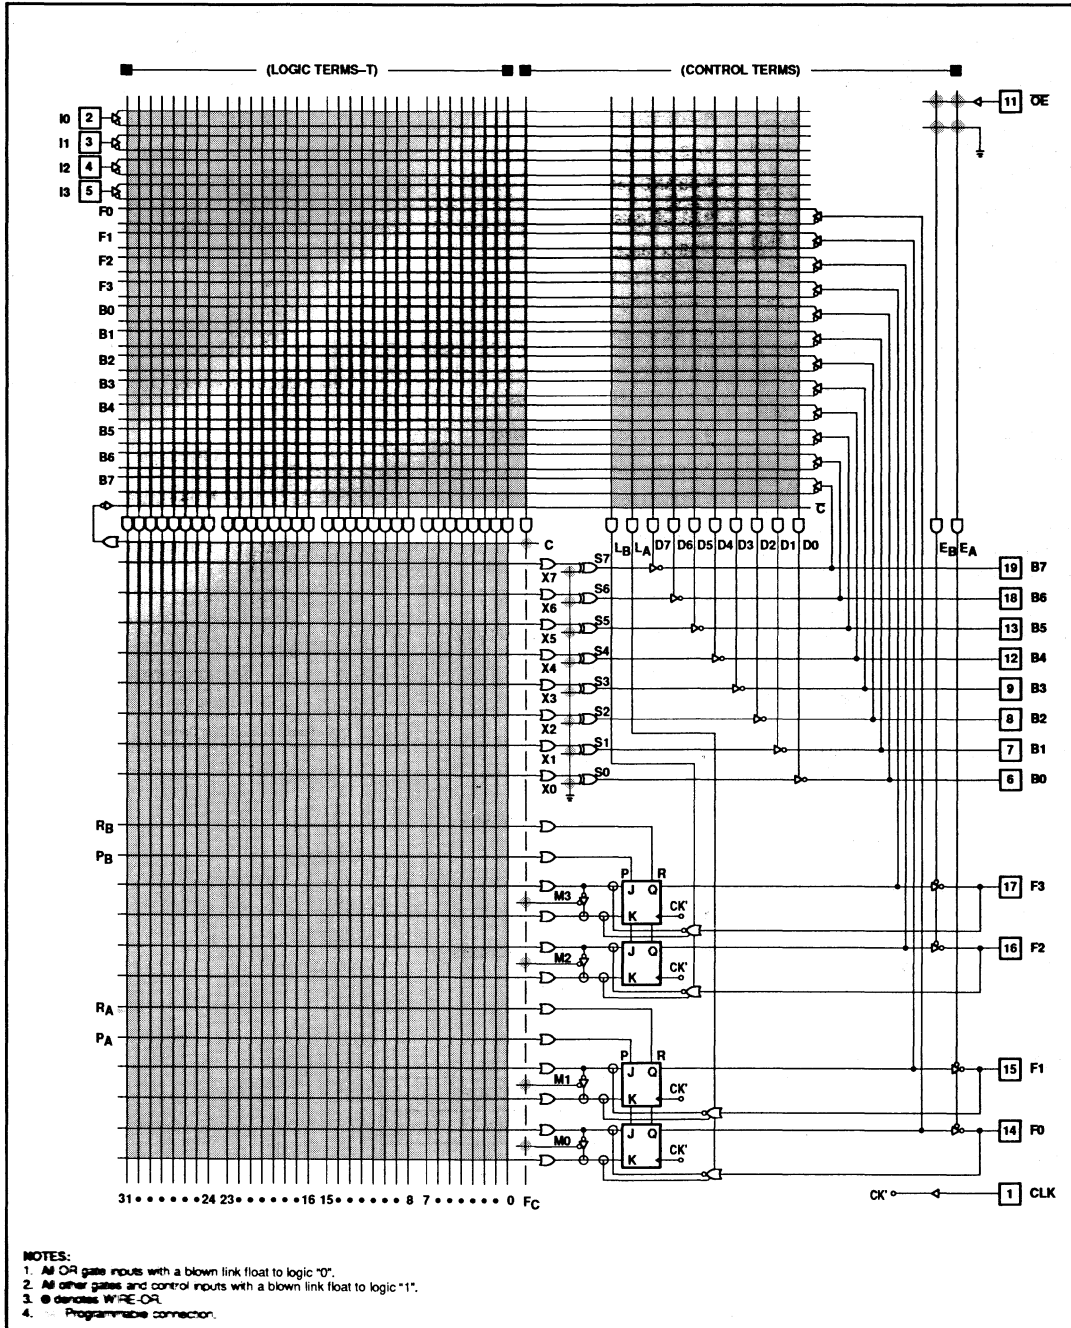 (LOGIC TERMS–T) (CONTROL TERMS)
11 OE
I0 2
I1 3
I2 4
I3 5
F0
F1
F2
F3
B0
B1
B2
B3
B4
B5
B6
B7
C
C LB LA D7 D6 D5 D4 D3 D2 D1 D0 EB EA
X7 S7 19 B7
X6 S6 18 B6
X5 S5 13 B5
X4 S4 12 B4
X3 S3 9 B3
X2 S2 8 B2
X1 S1 7 B1
X0 S0 6 B0
RB
PB
P R
J Q 17 F3
M3 CK'
K
J Q 16 F2
M2 CK'
K
RA
PA
P R
J Q 15 F1
M1 CK'
K
J Q 14 F0
M0 CK'
K
31 24 23 16 15 8 7 0 FC
CK' 1 CLK
NOTES:
1. All OR gate inputs with a blown link float to logic "0".
2. All other gates and control inputs with a blown link float to logic "1".
3. denotes WIRE-OR.
4. Programmable connection.